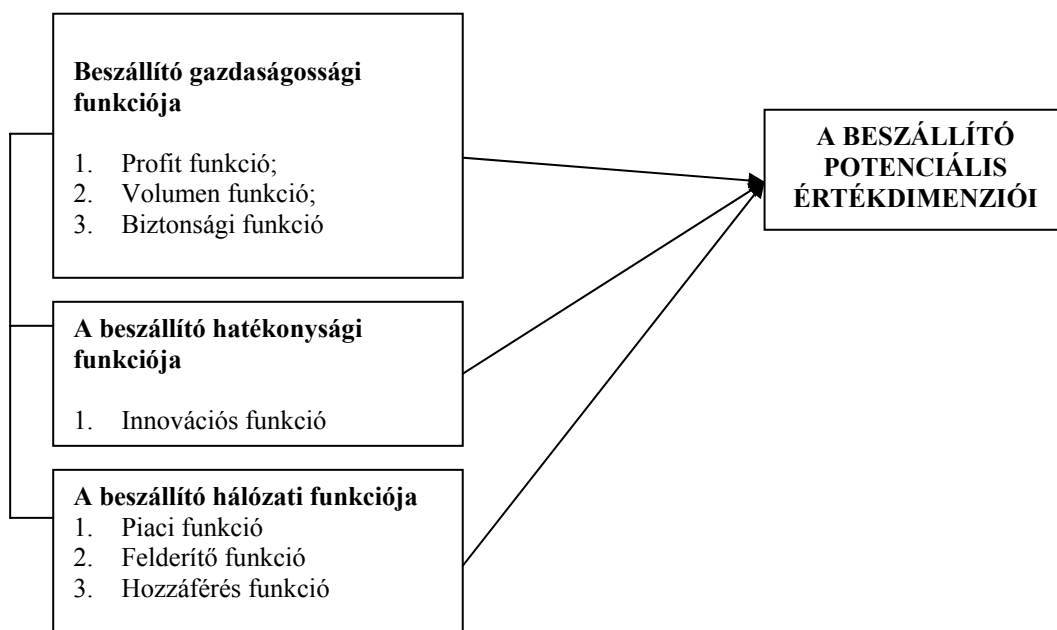 Beszállító gazdaságossági
funkciója
1. Profit funkció;
2. Volumen funkció;
3. Biztonsági funkció
A beszállító hatékonysági
funkciója
1. Innovációs funkció
A beszállító hálózati funkciója
1. Piaci funkció
2. Felderítő funkció
3. Hozzáférés funkció
A BESZÁLLÍTÓ
POTENCIÁLIS
ÉRTÉKDIMENZIÓI